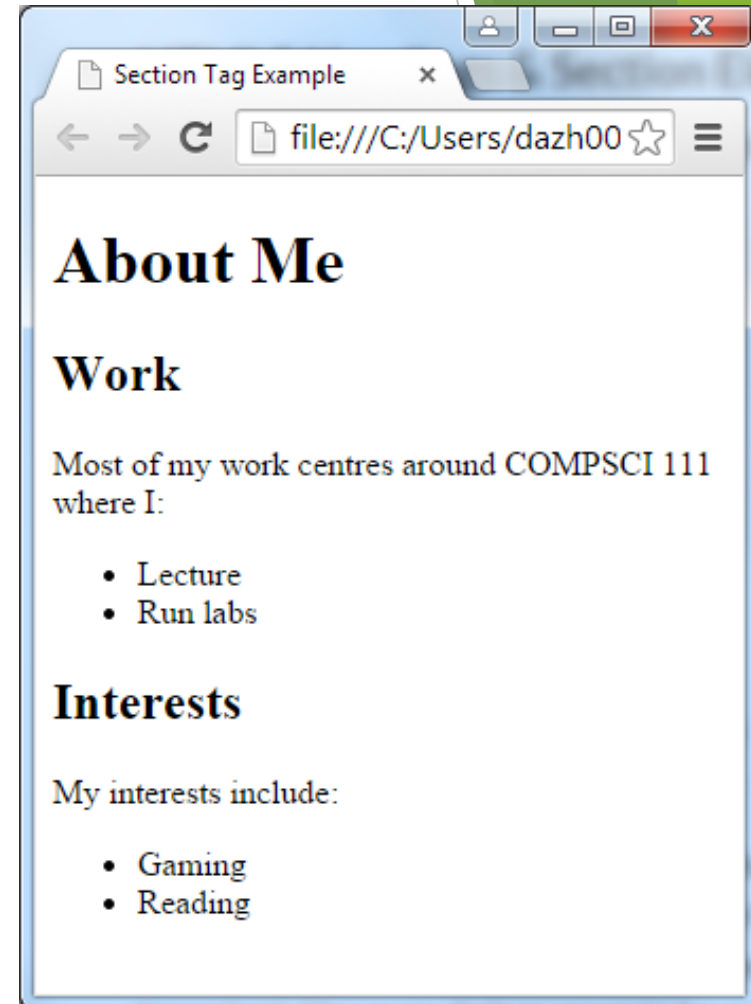 Section Tag Example
file:///C:/Users/dazh00
About Me
Work
Most of my work centres around COMPSCI 111
where I:
• Lecture
• Run labs
Interests
My interests include:
• Gaming
• Reading